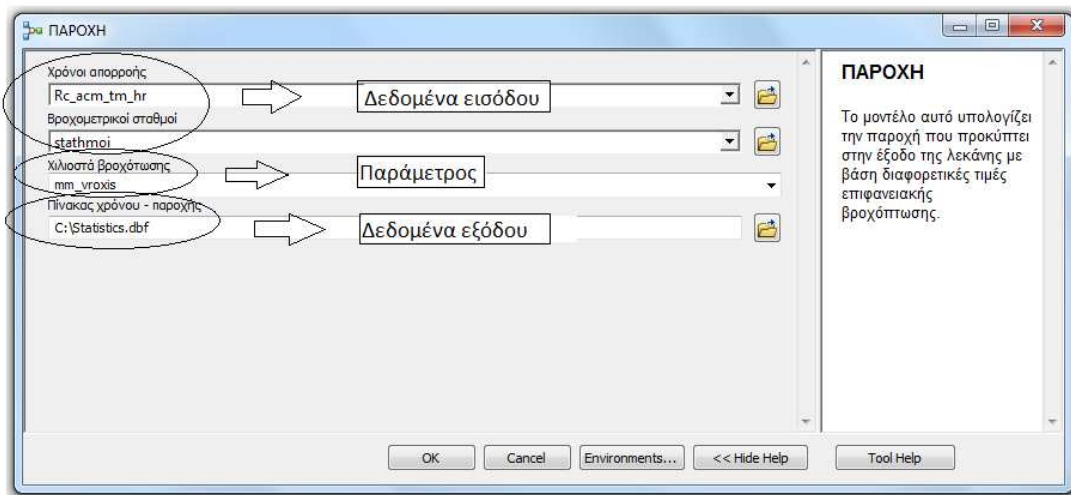 ΠΑΡΟΧΗ
Χρόνοι απορροής
Rc_acm_tm_hr
Δεδομένα εισόδου
Βροχομετρικοί σταθμοί
stathmoi
Χιλιοστά βροχότωσης
mm_vroxis
Παράμετρος
Πίνακας χρόνου - παροχής
C:\Statistics.dbf
Δεδομένα εξόδου
OK
Cancel
Environments...
<< Hide Help
Tool Help
ΠΑΡΟΧΗ
Το μοντέλο αυτό υπολογίζει
την παροχή που προκύπτει
στην έξοδο της λεκάνης με
βάση διαφορετικές τιμές
επιφανειακής
βροχόπτωσης.